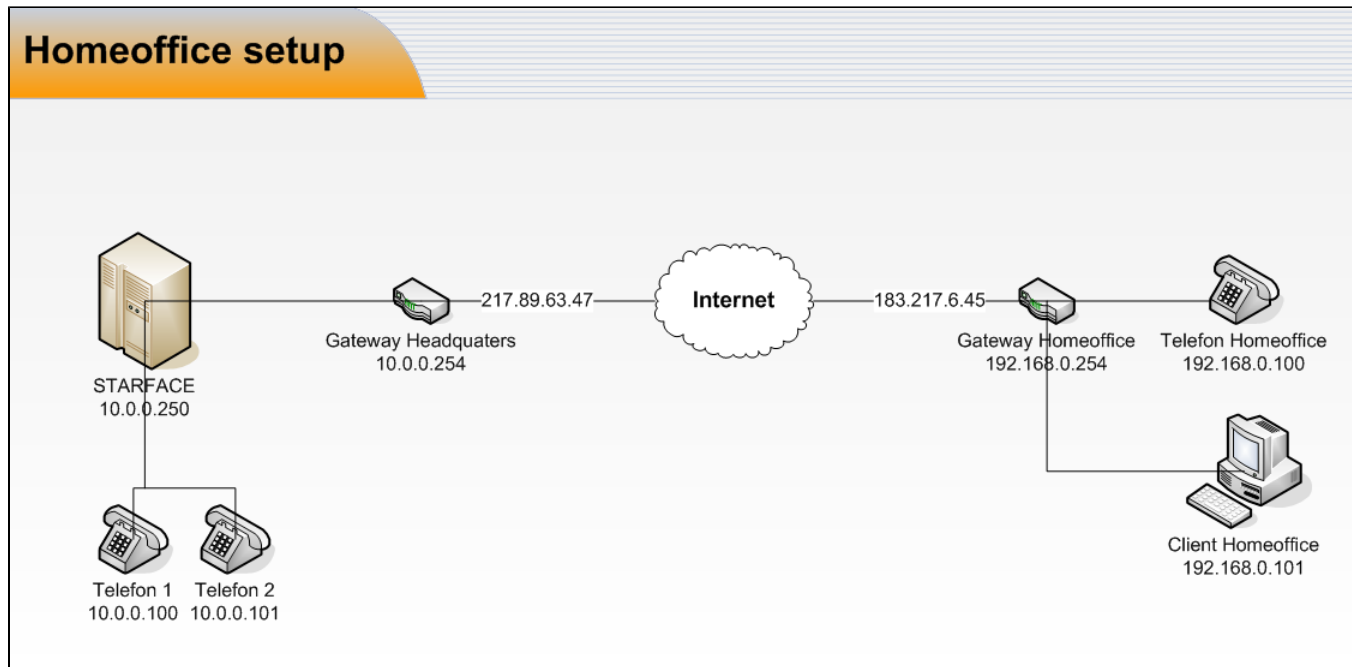 Homeoffice setup
217.89.63.47
Internet
183.217.6.45
Gateway Headquaters
10.0.0.254
Gateway Homeoffice
192.168.0.254
Telefon Homeoffice
192.168.0.100
STARFACE
10.0.0.250
Client Homeoffice
192.168.0.101
Telefon 1
10.0.0.100
Telefon 2
10.0.0.101